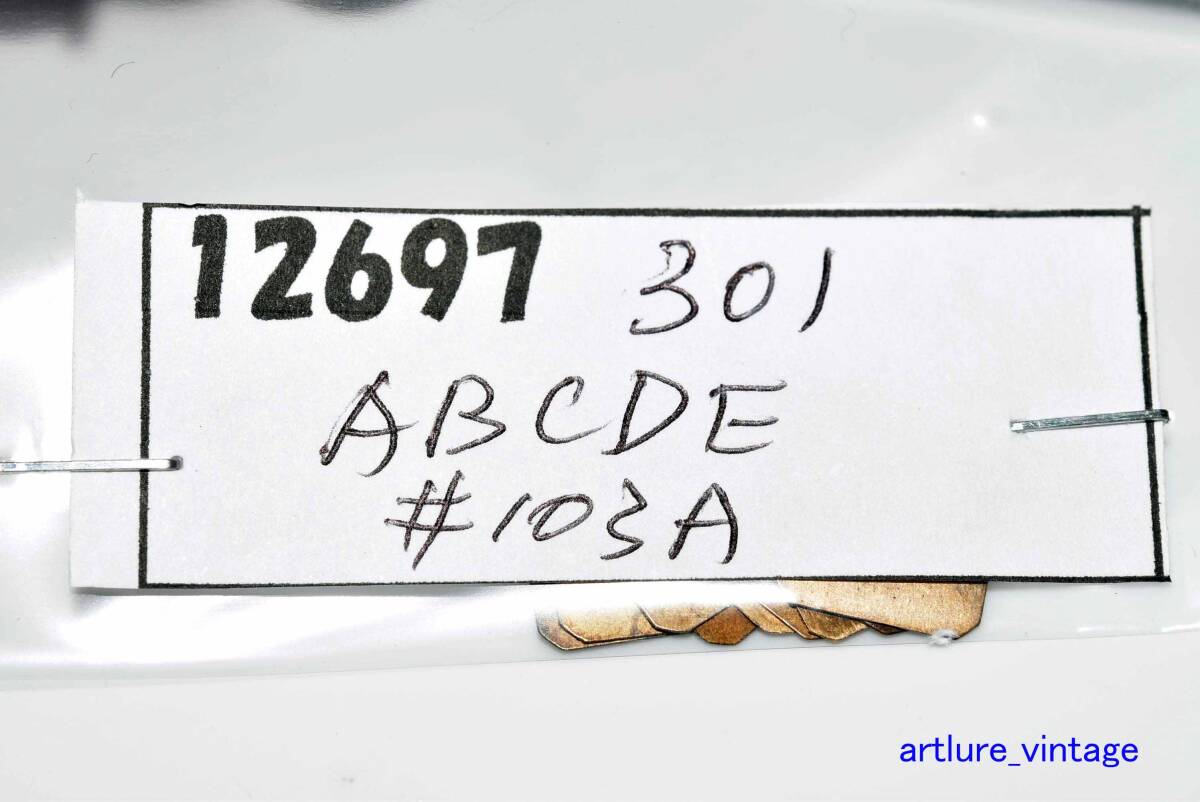 12697 301
ABCDE
#103A
artlure_vintage